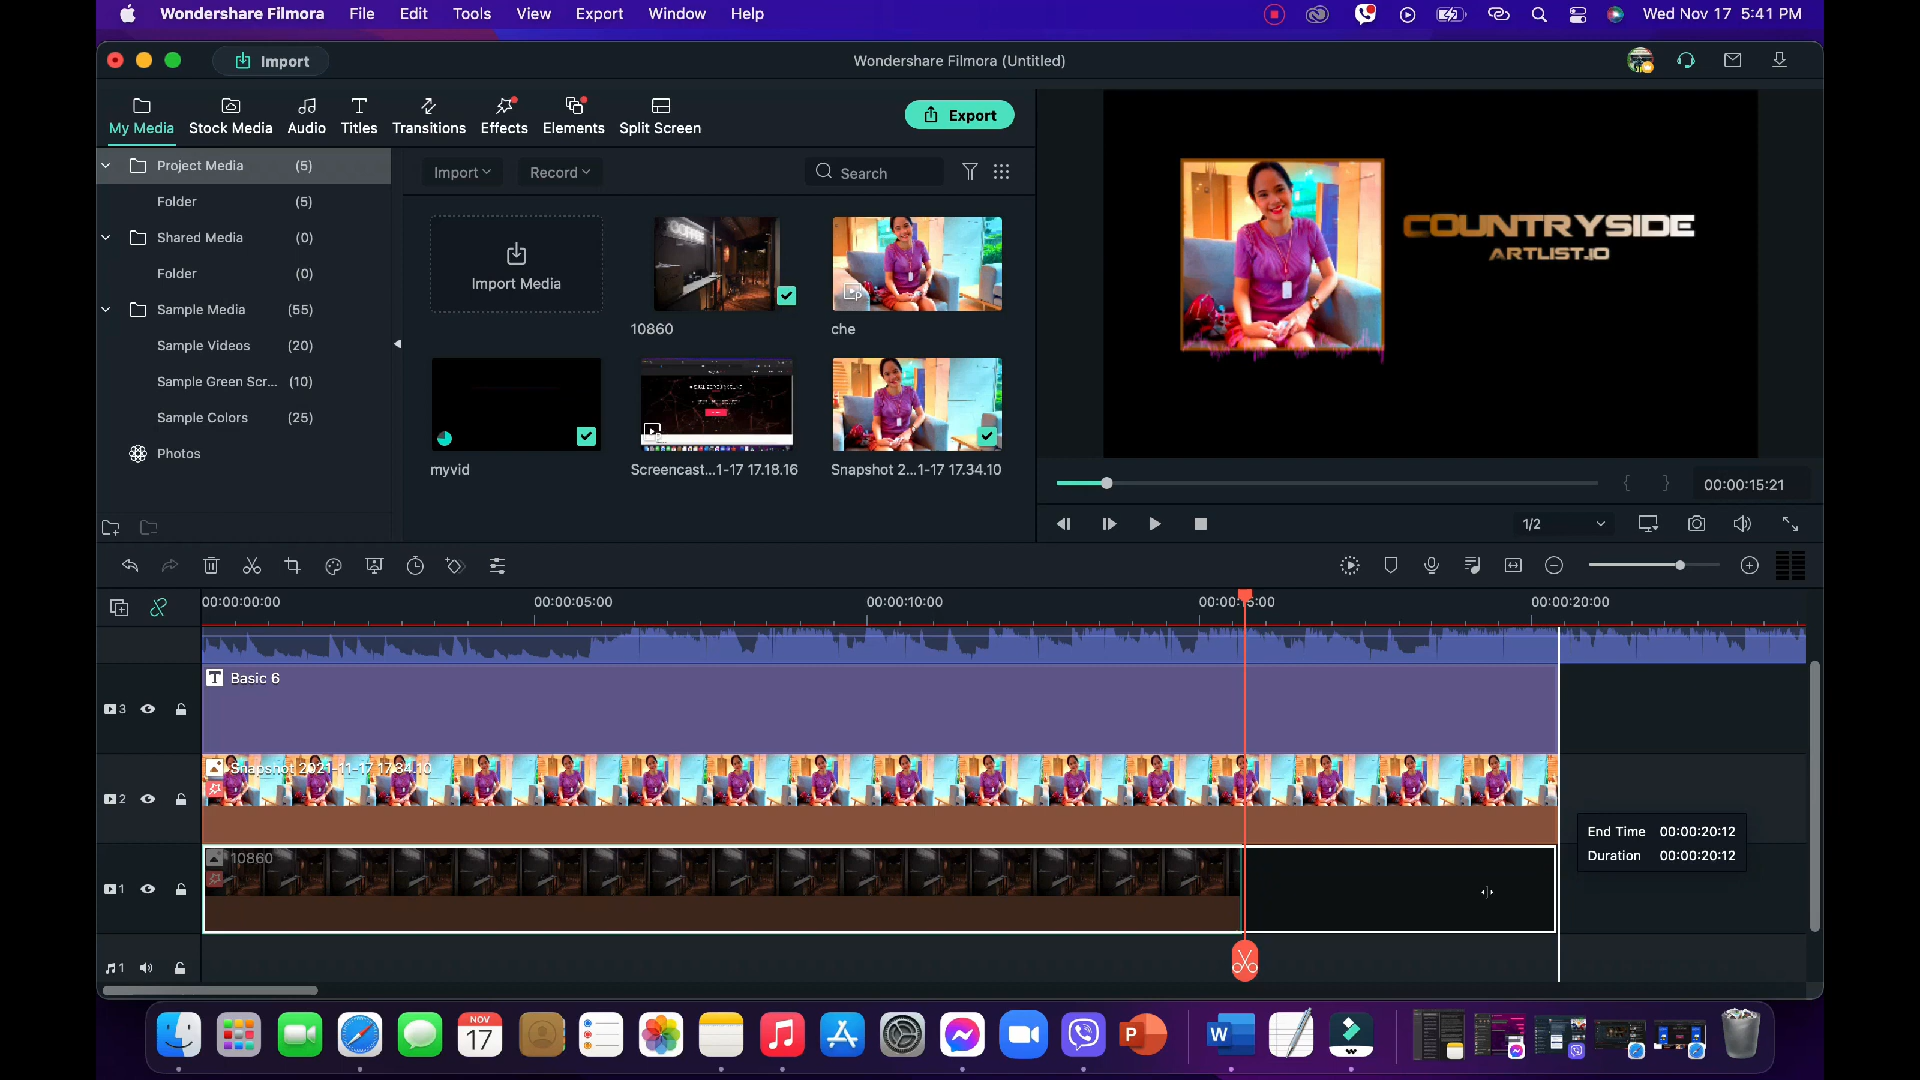 Wondershare Filmora File Edit Tools View Export Window Help
Wed Nov 17 5:41 PM
Import
Wondershare Filmora (Untitled)
My Media Stock Media Audio Titles Transitions Effects Elements Split Screen
Export
Project Media (5)
Folder (5)
Shared Media (0)
Folder (0)
Sample Media (55)
Sample Videos (20)
Sample Green Scr... (10)
Sample Colors (25)
Photos
Import Record Search
Import Media
COFFEE
10860
che
myvid
Screencast...1-17 17.18.16
Snapshot 2...1-17 17.34.10
COUNTRYSIDE
ARTLIST.IO
00:00:15:21
1/2
00:00:00:00 00:00:05:00 00:00:10:00 00:00:15:00 00:00:20:00
T Basic 6
3
Snapshot 2021-11-17 17.34.10
2
10860
1
End Time 00:00:20:12
Duration 00:00:20:12
1
NOV
17
P
W